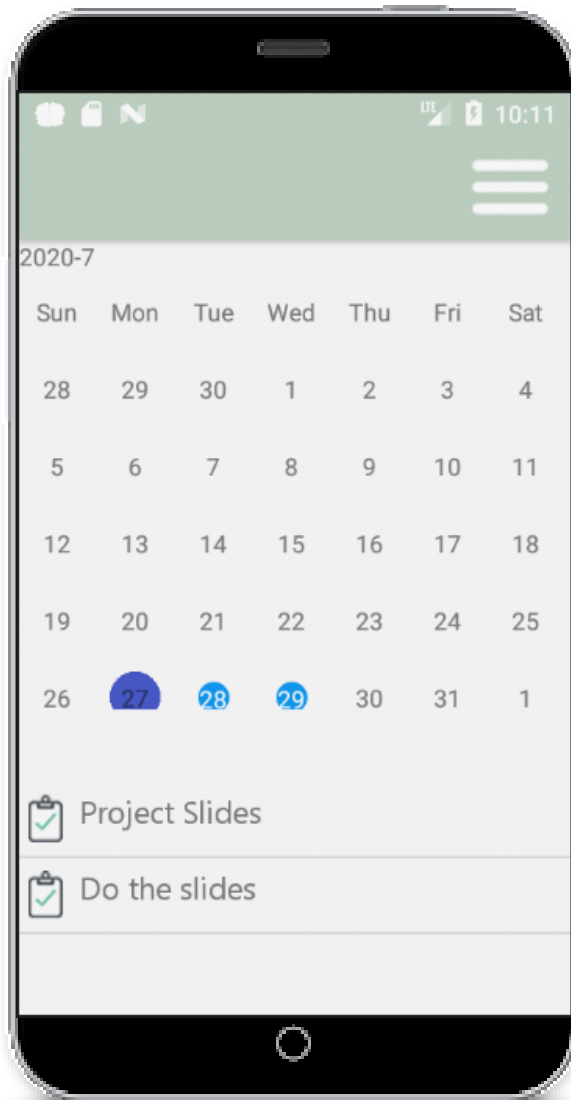 LTE 10:11
2020-7
Sun Mon Tue Wed Thu Fri Sat
28 29 30 1 2 3 4
5 6 7 8 9 10 11
12 13 14 15 16 17 18
19 20 21 22 23 24 25
26 27 28 29 30 31 1
Project Slides
Do the slides